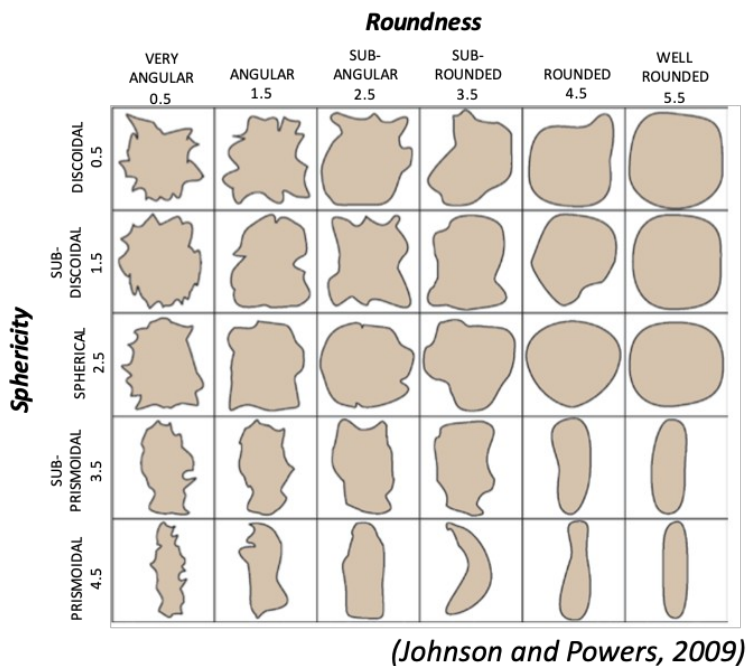 Roundness
VERY
ANGULAR
0.5
ANGULAR
1.5
SUB-
ANGULAR
2.5
SUB-
ROUNDED
3.5
ROUNDED
4.5
WELL
ROUNDED
5.5
Sphericity
DISCOIDAL
0.5
SUB-
DISCOIDAL
1.5
SPHERICAL
2.5
SUB-
PRISMOIDAL
3.5
PRISMOIDAL
4.5
(Johnson and Powers, 2009)